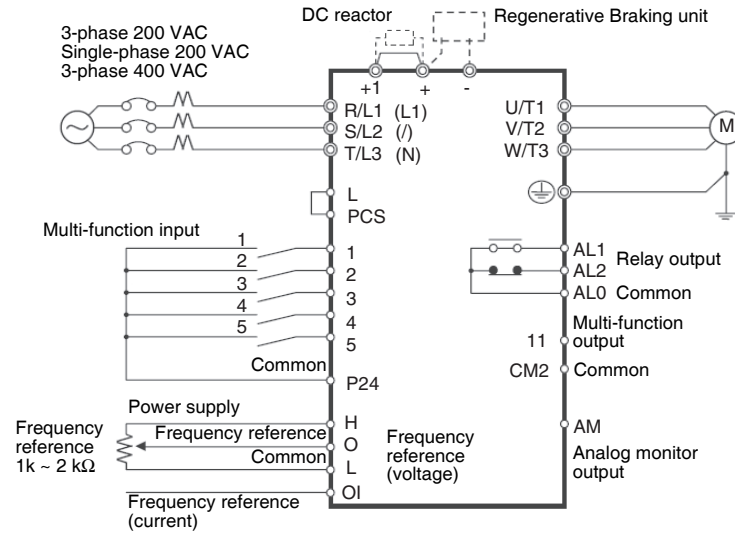 DC reactor
Regenerative Braking unit
3-phase 200 VAC
Single-phase 200 VAC
3-phase 400 VAC
+1
+
-
R/L1 (L1)
S/L2 (/)
T/L3 (N)
U/T1
V/T2
W/T3
M
L
PCS
Multi-function input
1
2
3
4
5
1
2
3
4
5
Common
P24
AL1
AL2
Relay output
AL0 Common
Multi-function
output
11
CM2 Common
Power supply
H
Frequency
reference
1k ~ 2 kΩ
Frequency reference
O
Common
L
Frequency
reference
(voltage)
AM
Analog monitor
output
OI
Frequency reference
(current)